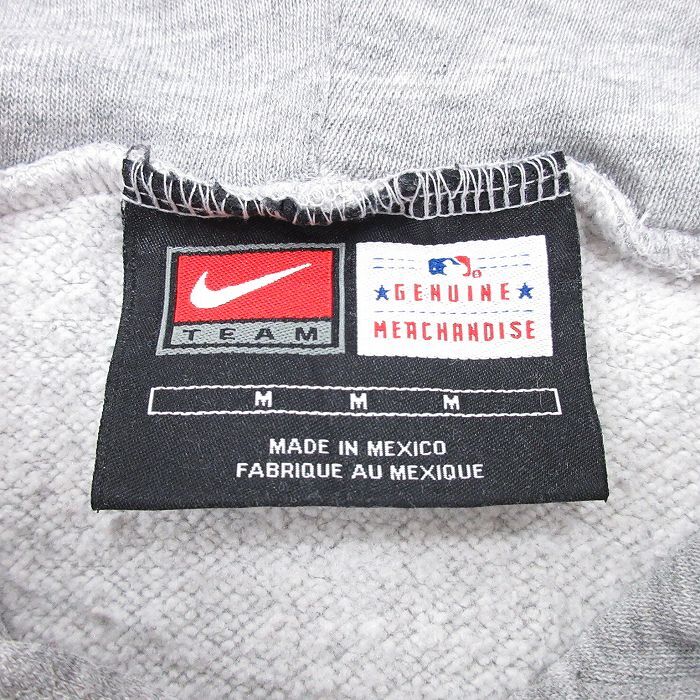 TEAM
GENUINE
MERCHANDISE
M M M
MADE IN MEXICO
FABRIQUE AU MEXIQUE